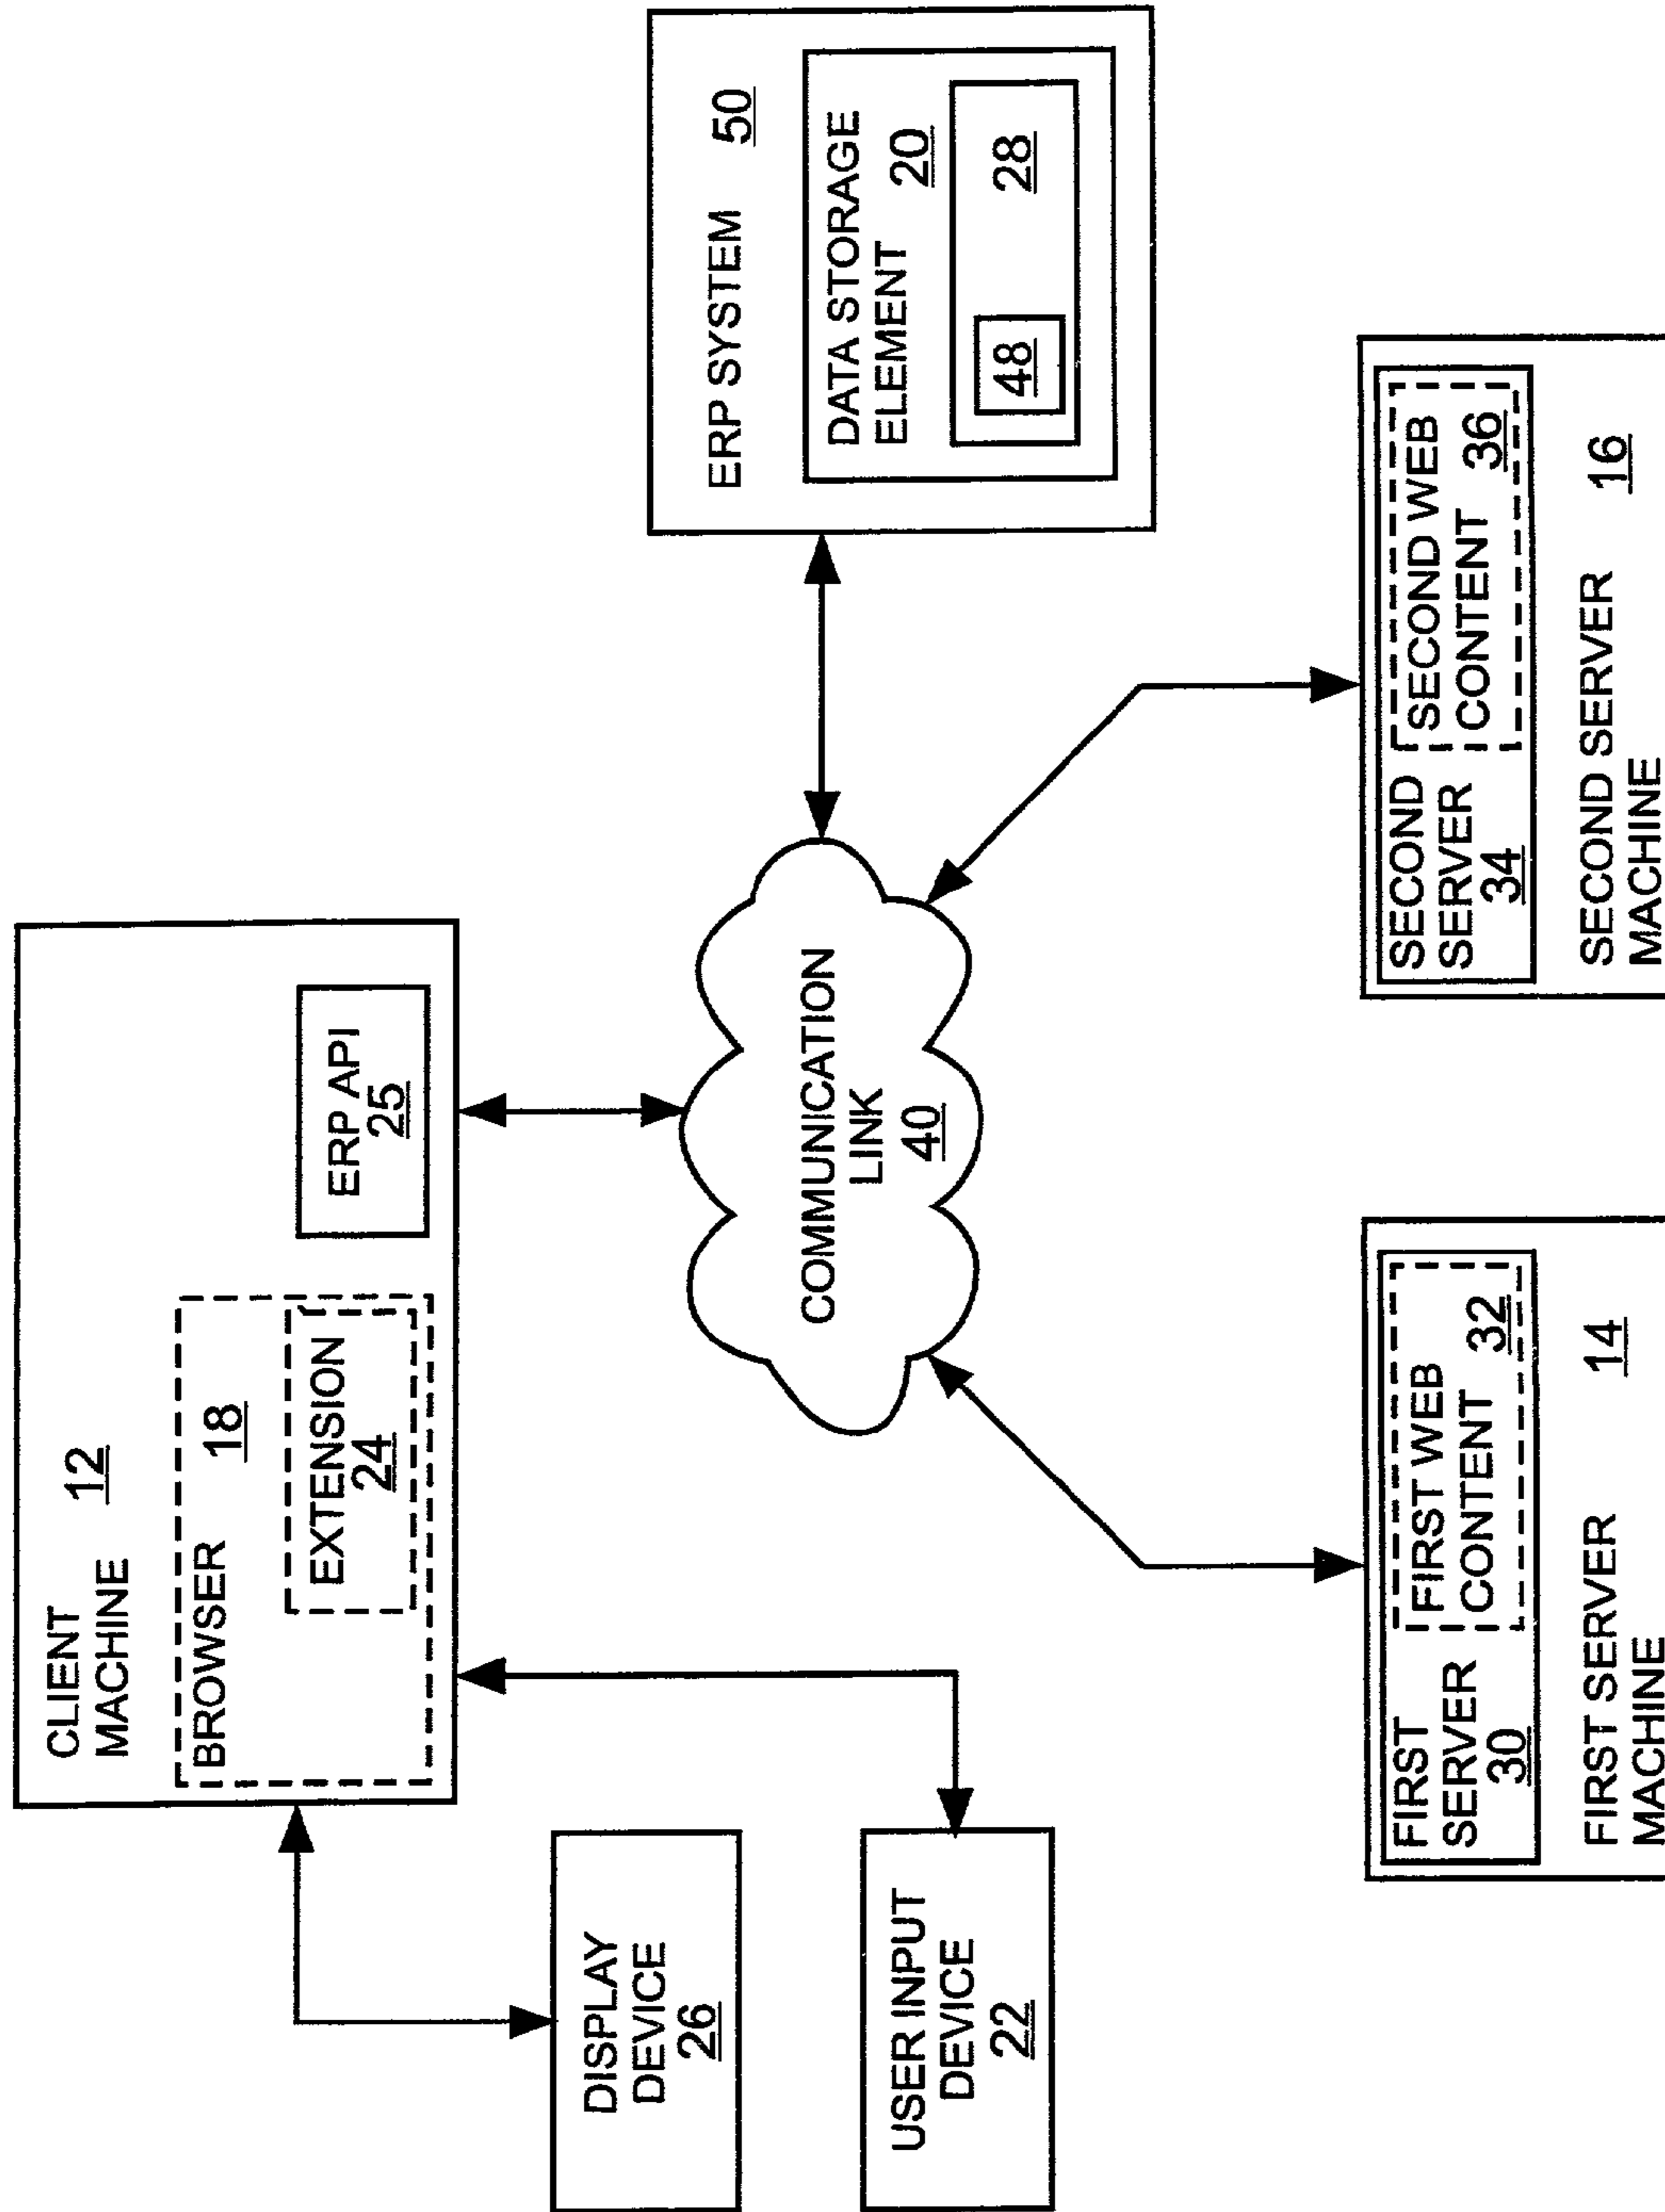 CLIENT
MACHINE 12
BROWSER 18
EXTENSION
24
ERP API
25
DISPLAY
DEVICE
26
USER INPUT
DEVICE
22
COMMUNICATION
LINK
40
ERP SYSTEM 50
DATA STORAGE
ELEMENT 20
48 28
FIRST
SERVER
30
FIRST WEB
CONTENT 32
FIRST SERVER
MACHINE 14
SECOND
SERVER
34
SECOND WEB
CONTENT 36
SECOND SERVER
MACHINE 16